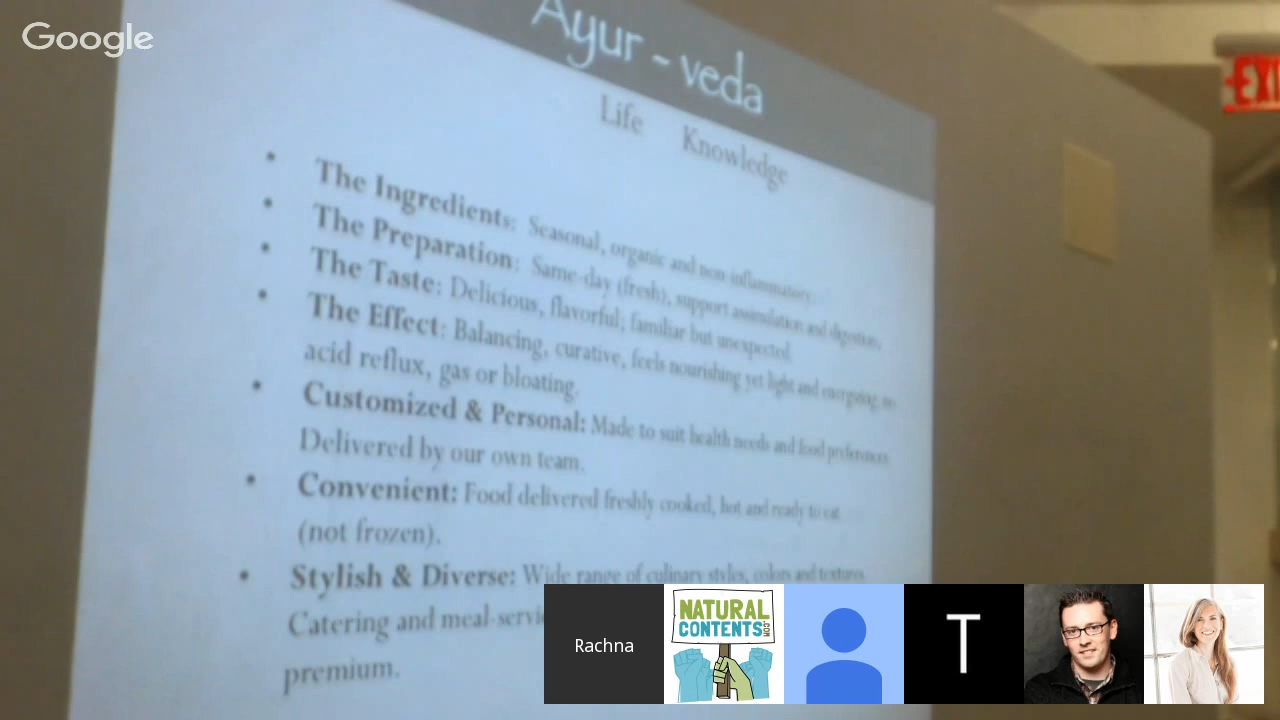 Google
Ayur - veda
Life Knowledge
EXI
The Ingredients: Seasonal, organic and non inflammatory.
The Preparation: Same-day (fresh), support assimilation and digestion,
The Taste: Delicious, flavorful; familiar but unexpected.
The Effect: Balancing, curative, feels nourishing yet light and energizing, no
acid reflux, gas or bloating.
Customized & Personal: Made to suit health needs and food preferences
Delivered by our own team.
Convenient: Food delivered freshly cooked, hot and ready to eat
(not frozen).
Stylish & Diverse: Wide range of culinary styles, colors and textures
Catering and meal-servi
premium.
Rachna
NATURAL
CONTENTS.COM
T